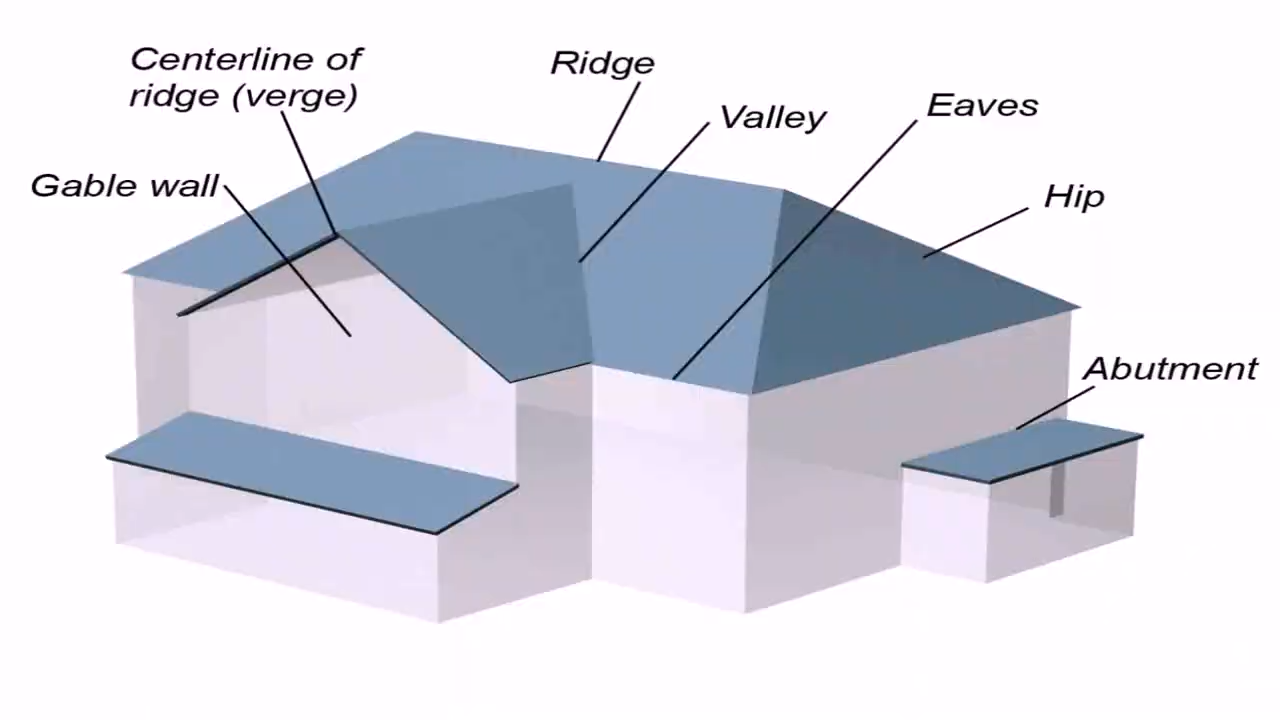 Centerline of
ridge (verge)
Ridge
Valley
Eaves
Gable wall
Hip
Abutment